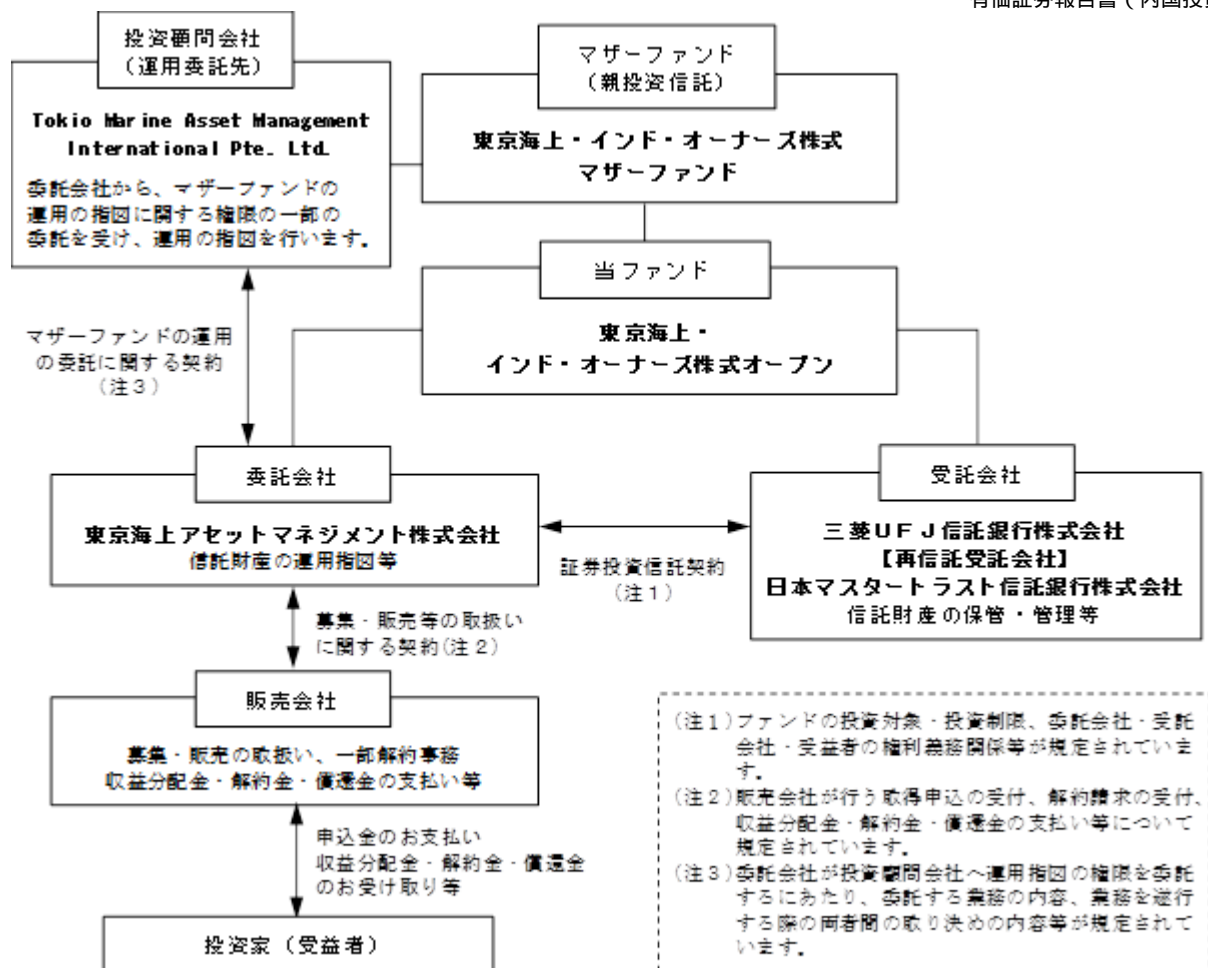 有価証券報告書（内国投資
投資顧問会社
（運用委託先）
Tokio Marine Asset Management
International Pte. Ltd.
委託会社から、マザーファンドの
運用の指図に関する権限の一部の
委託を受け、運用の指図を行います。
マザーファンド
（親投資信託）
東京海上・インド・オーナーズ株式
マザーファンド
当ファンド
東京海上・
インド・オーナーズ株式オープン
マザーファンドの運用
の委託に関する契約
（注３）
委託会社
東京海上アセットマネジメント株式会社
信託財産の運用指図等
証券投資信託契約
（注１）
受託会社
三菱ＵＦＪ信託銀行株式会社
【再信託受託会社】
日本マスタートラスト信託銀行株式会社
信託財産の保管・管理等
募集・販売等の取扱い
に関する契約(注２)
販売会社
募集・販売の取扱い、一部解約事務
収益分配金・解約金・償還金の支払い等
申込金のお支払い
収益分配金・解約金・償還金
のお受け取り等
投資家（受益者）
(注１)ファンドの投資対象・投資制限、委託会社・受託
会社・受益者の権利義務関係等が規定されていま
す。
(注２)販売会社が行う取得申込の受付、解約請求の受付、
収益分配金・解約金・償還金の支払い等について
規定されています。
(注３)委託会社が投資顧問会社へ運用指図の権限を委託
するにあたり、委託する業務の内容、業務を遂行
する際の両者間の取り決めの内容等が規定されて
います。